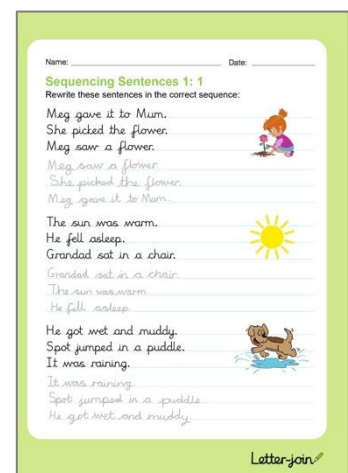 Name: Date:
Sequencing Sentences 1: 1
Rewrite these sentences in the correct sequence:
Meg gave it to Mum.
She picked the flower.
Meg saw a flower.
Meg saw a flower
She picked the flower.
Meg gave it to Mum.
The sun was warm.
He fell asleep.
Grandad sat in a chair.
Grandad sat in a chair.
The sun was warm
He fell asleep.
He got wet and muddy.
Spot jumped in a puddle.
It was raining.
It was raining.
Spot jumped in a puddle.
He got wet and muddy.
Letter-join